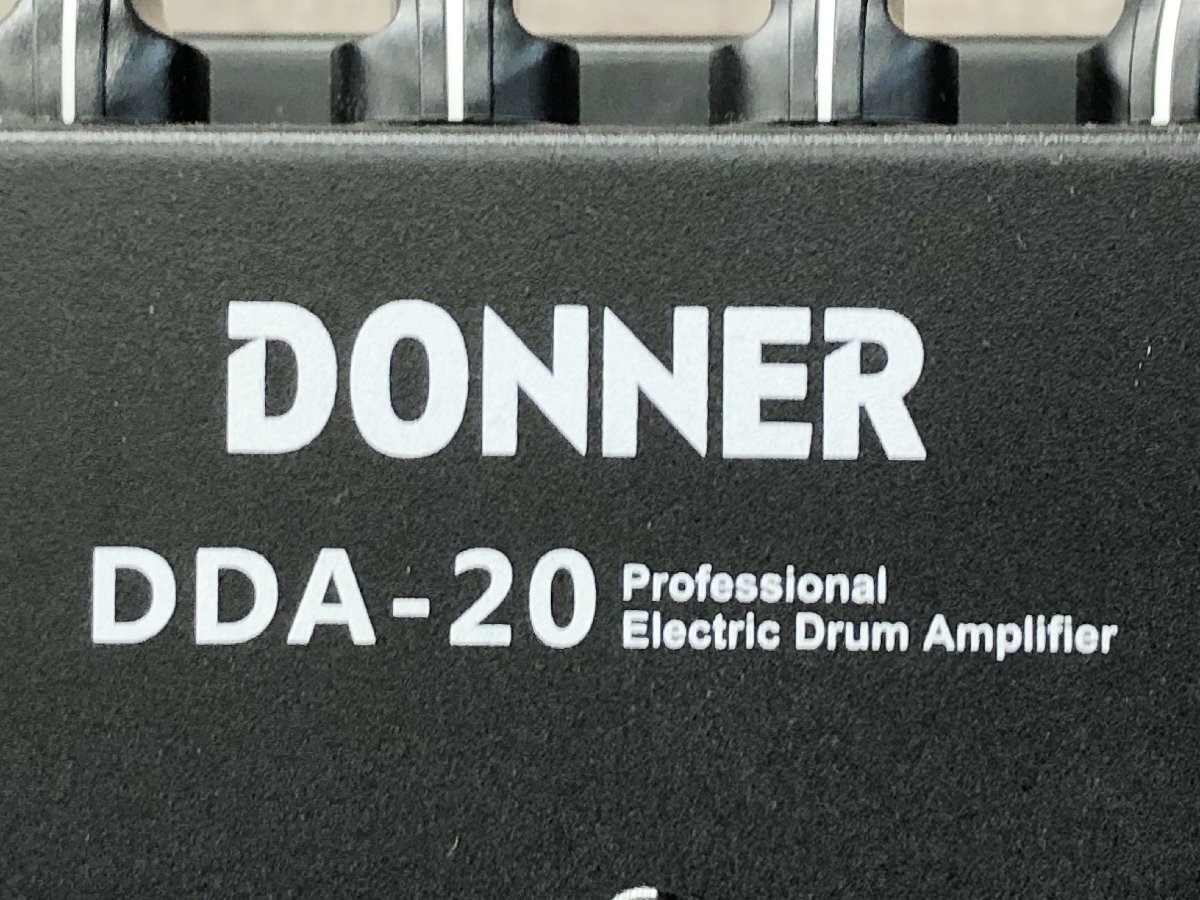 DONNER
DDA-20 Professional
Electric Drum Amplifier